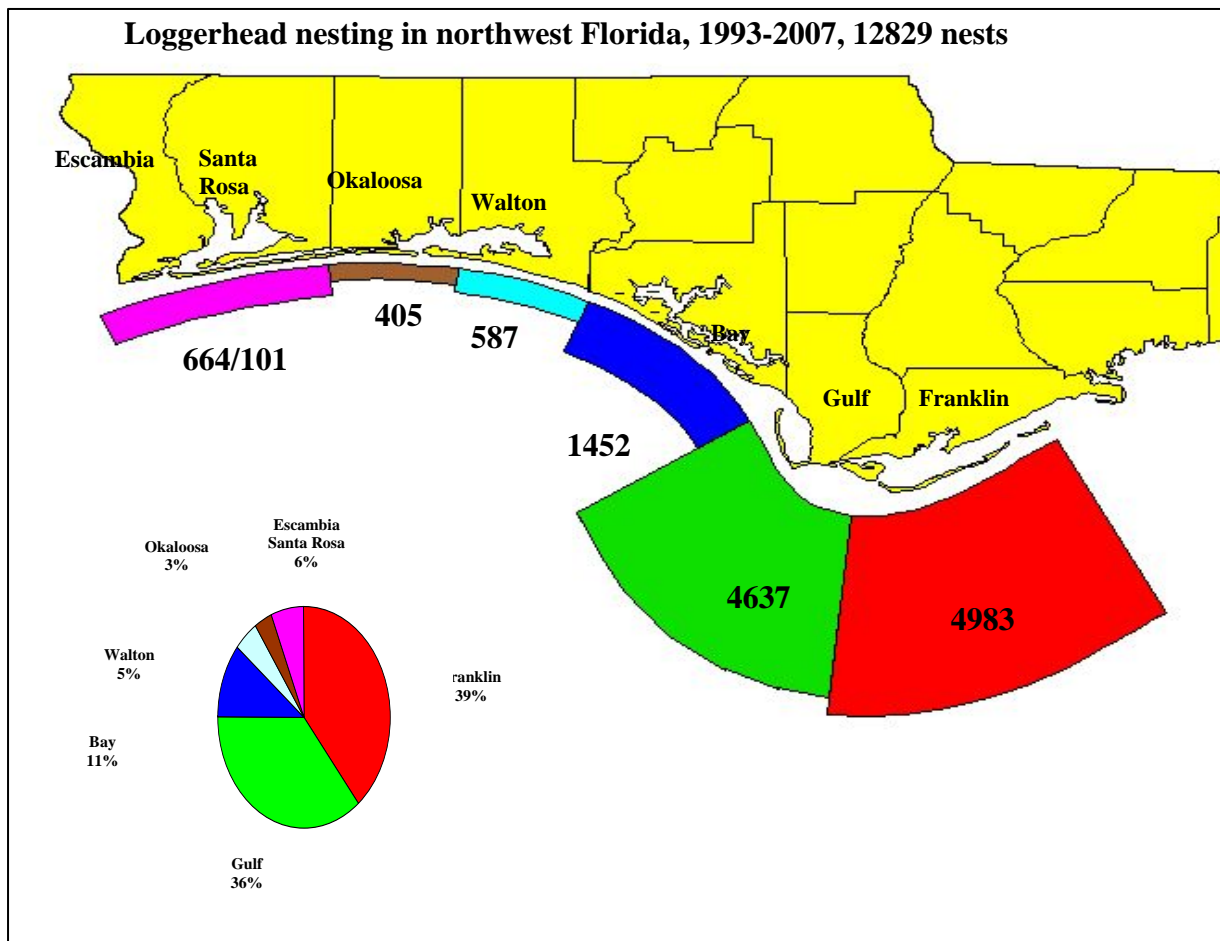 Loggerhead nesting in northwest Florida, 1993-2007, 12829 nests
Escambia
Santa
Rosa
Okaloosa
Walton
Bay
Gulf
Franklin
664/101
405
587
1452
4637
4983
Escambia
Santa Rosa
6%
Okaloosa
3%
Walton
5%
Bay
11%
Gulf
36%
ranklin
39%